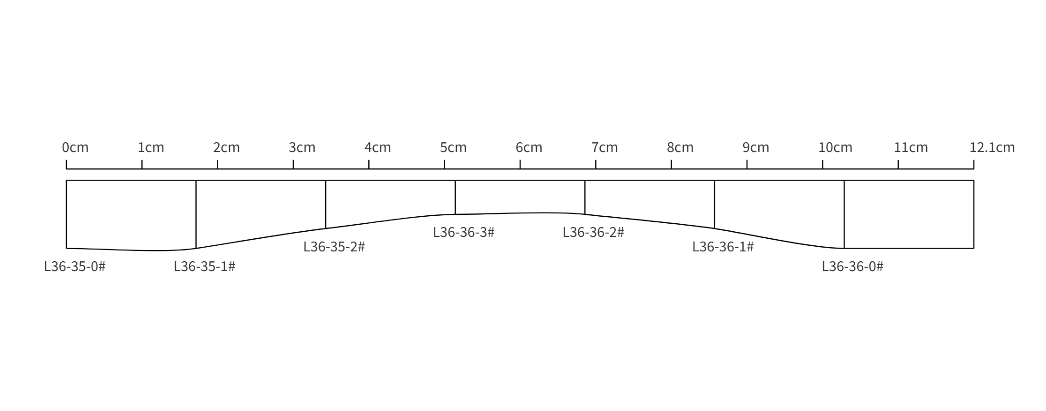 0cm 1cm 2cm 3cm 4cm 5cm 6cm 7cm 8cm 9cm 10cm 11cm 12.1cm
L36-36-3# L36-36-2#
L36-35-2# L36-36-1#
L36-35-0# L36-35-1# L36-36-0#